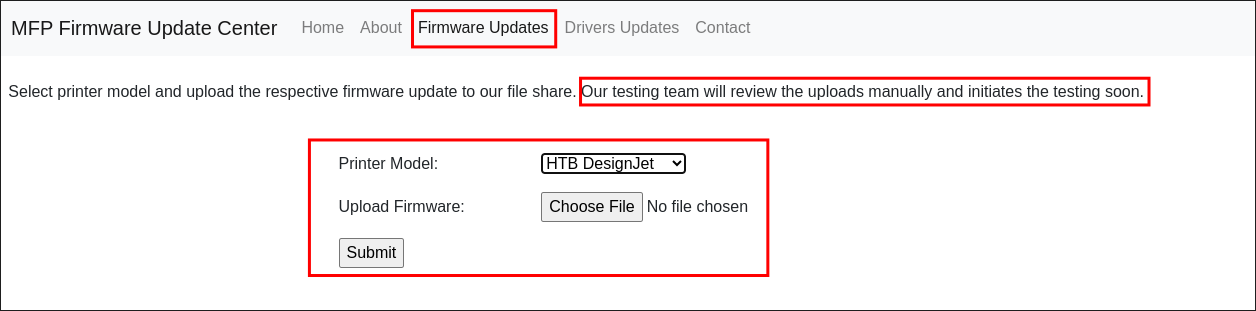 MFP Firmware Update Center Home About Firmware Updates Drivers Updates Contact
Select printer model and upload the respective firmware update to our file share. Our testing team will review the uploads manually and initiates the testing soon.
Printer Model: HTB DesignJet
Upload Firmware: Choose File No file chosen
Submit